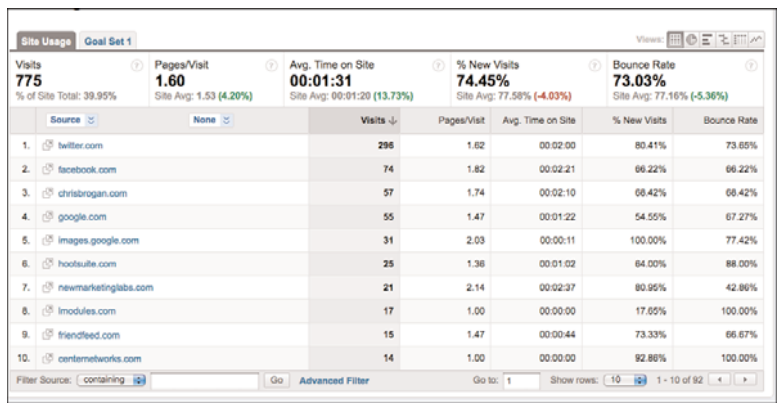 Site Usage Goal Set 1 Views:
Visits Pages/Visit Avg. Time on Site % New Visits Bounce Rate
775 1.60 00:01:31 74.45% 73.03%
% of Site Total: 39.95% Site Avg: 1.53 (4.20%) Site Avg: 00:01:20 (13.73%) Site Avg: 77.58% (-4.03%) Site Avg: 77.16% (-5.36%)
Source None Visits ↓ Pages/Visit Avg. Time on Site % New Visits Bounce Rate
1. twitter.com 296 1.62 00:02:00 80.41% 73.65%
2. facebook.com 74 1.82 00:02:21 66.22% 66.22%
3. chrisbrogan.com 57 1.74 00:02:10 68.42% 68.42%
4. google.com 55 1.47 00:01:22 54.55% 67.27%
5. images.google.com 31 2.03 00:00:11 100.00% 77.42%
6. hootsuite.com 25 1.36 00:01:02 64.00% 88.00%
7. newmarketinglabs.com 21 2.14 00:02:37 80.95% 42.86%
8. lmodules.com 17 1.00 00:00:00 17.65% 100.00%
9. friendfeed.com 15 1.47 00:00:44 73.33% 66.67%
10. centernetworks.com 14 1.00 00:00:00 92.86% 100.00%
Filter Source: containing Go Advanced Filter Go to: 1 Show rows: 10 1 - 10 of 92